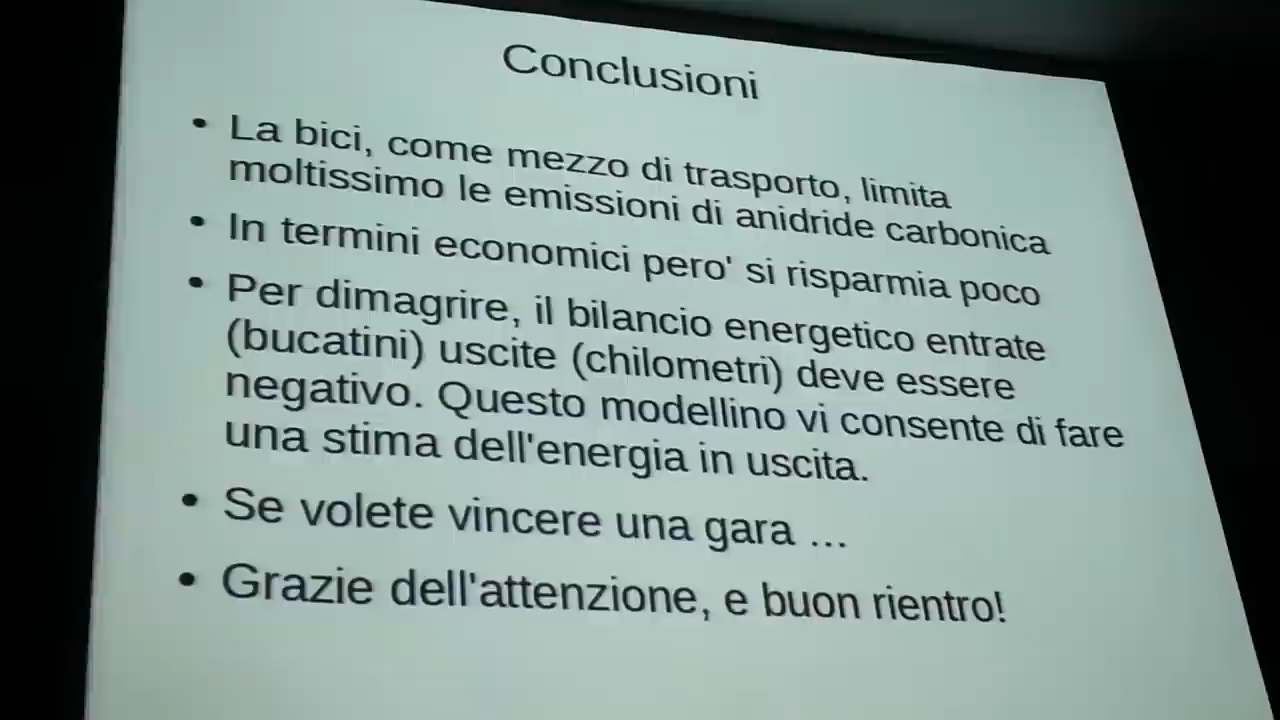 Conclusioni
• La bici, come mezzo di trasporto, limita
moltissimo le emissioni di anidride carbonica
• In termini economici pero' si risparmia poco
• Per dimagrire, il bilancio energetico entrate
(bucatini) uscite (chilometri) deve essere
negativo. Questo modellino vi consente di fare
una stima dell'energia in uscita.
• Se volete vincere una gara ...
• Grazie dell'attenzione, e buon rientro!